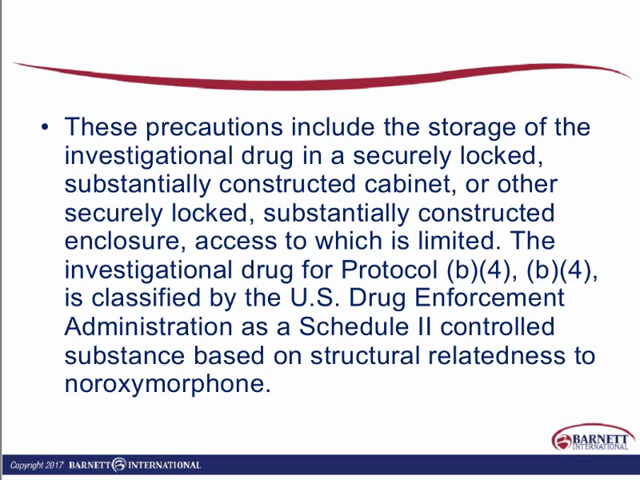 • These precautions include the storage of the
investigational drug in a securely locked,
substantially constructed cabinet, or other
securely locked, substantially constructed
enclosure, access to which is limited. The
investigational drug for Protocol (b)(4), (b)(4),
is classified by the U.S. Drug Enforcement
Administration as a Schedule II controlled
substance based on structural relatedness to
noroxymorphone.
BARNETT
INTERNATIONAL
Copyright 2017 BARNETT INTERNATIONAL